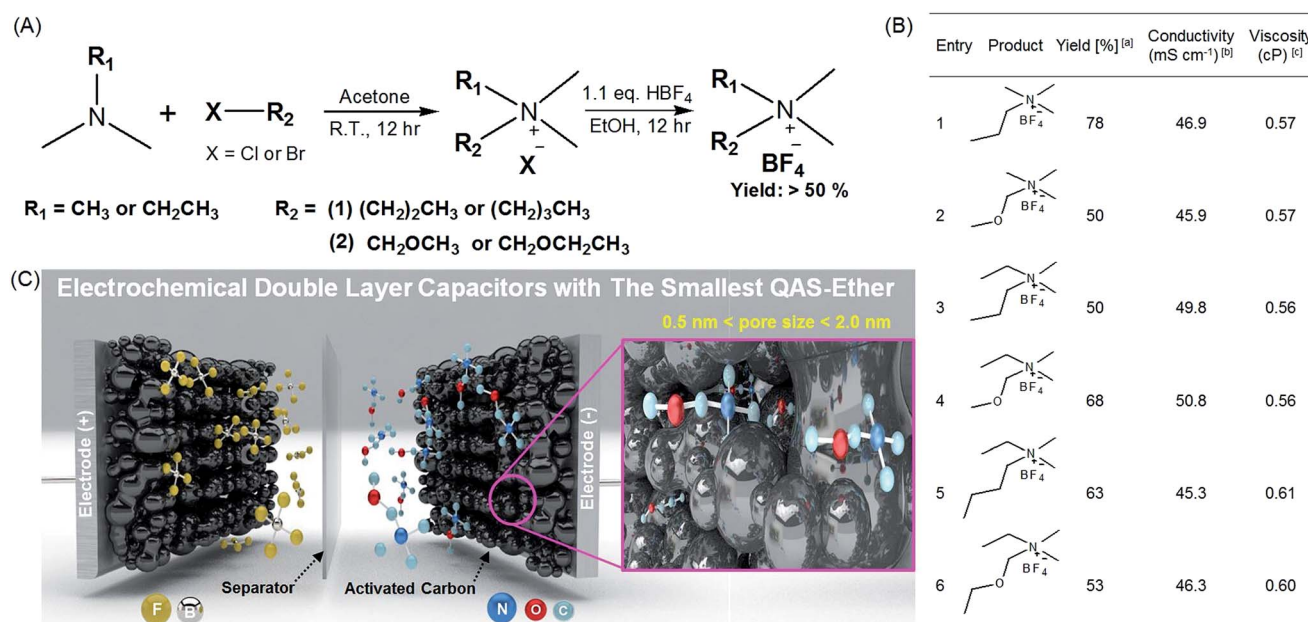 (A)
R₁
N
+
X—R₂
X = Cl or Br
Acetone
R.T., 12 hr
R₁
N
+
R₂
X⁻
1.1 eq. HBF₄
EtOH, 12 hr
R₁
N
+
R₂
BF₄⁻
Yield: > 50 %
R₁ = CH₃ or CH₂CH₃
R₂ = (1) (CH₂)₂CH₃ or (CH₂)₃CH₃
(2) CH₂OCH₃ or CH₂OCH₂CH₃
(B)
Entry Product Yield [%] [a] Conductivity (mS cm⁻¹) [b] Viscosity (cP) [c]
1 N⁺ BF₄⁻ 78 46.9 0.57
2 O N⁺ BF₄⁻ 50 45.9 0.57
3 N⁺ BF₄⁻ 50 49.8 0.56
4 O N⁺ BF₄⁻ 68 50.8 0.56
5 N⁺ BF₄⁻ 63 45.3 0.61
6 O N⁺ BF₄⁻ 53 46.3 0.60
(C)
Electrochemical Double Layer Capacitors with The Smallest QAS-Ether
0.5 nm < pore size < 2.0 nm
Electrode (+)
Electrode (-)
Separator
Activated Carbon
F B
N O C